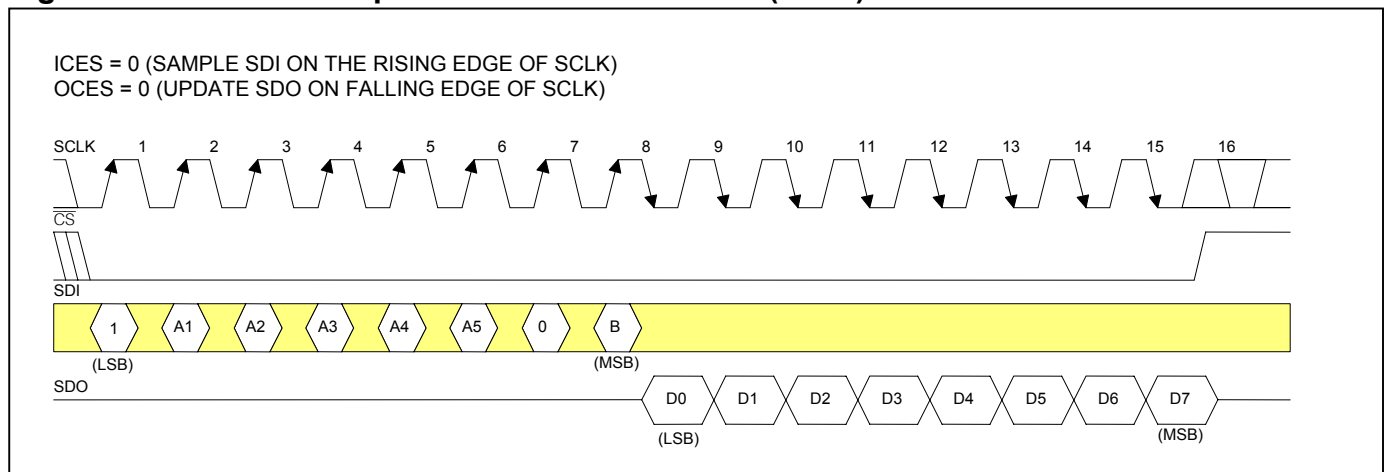 ICES = 0 (SAMPLE SDI ON THE RISING EDGE OF SCLK)
OCES = 0 (UPDATE SDO ON FALLING EDGE OF SCLK)
SCLK 1 2 3 4 5 6 7 8 9 10 11 12 13 14 15 16
CS
SDI
1 A1 A2 A3 A4 A5 0 B
(LSB) (MSB)
SDO
D0 D1 D2 D3 D4 D5 D6 D7
(LSB) (MSB)